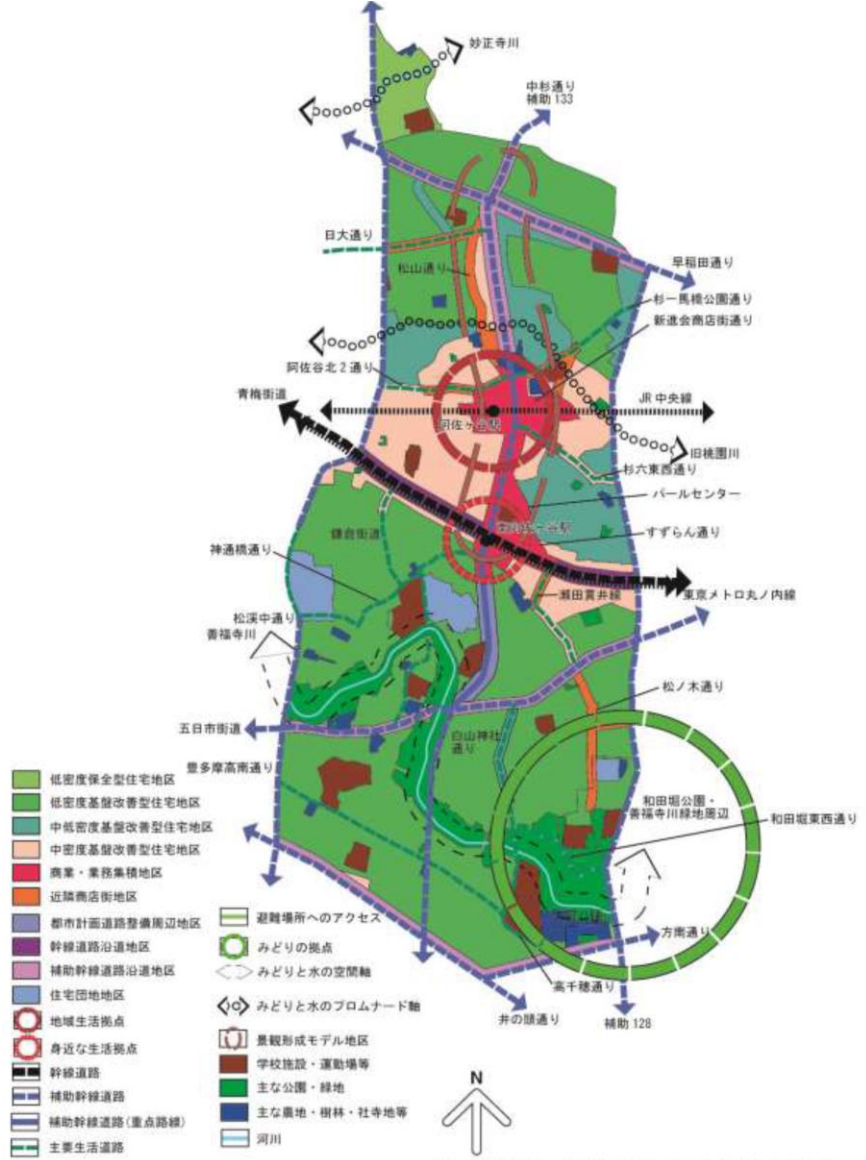 妙正寺川
中杉通り
補助133
日大通り
松山通り
早稲田通り
杉一馬橋公園通り
新進会商店街通り
阿佐谷北2通り
青梅街道
JR中央線
阿佐ヶ谷駅
旧桃園川
杉六東西通り
パールセンター
南阿佐ヶ谷駅
すずらん通り
鎌倉街道
神通橋通り
瀬田貫井線
東京メトロ丸ノ内線
松渓中通り
善福寺川
松ノ木通り
五日市街道
白山神社
通り
豊多摩高南通り
和田堀公園・
善福寺川緑地周辺
和田堀東西通り
方南通り
高千穂通り
井の頭通り
補助128
低密度保全型住宅地区
低密度基盤改善型住宅地区
中低密度基盤改善型住宅地区
中密度基盤改善型住宅地区
商業・業務集積地区
近隣商店街地区
都市計画道路整備周辺地区
幹線道路沿道地区
補助幹線道路沿道地区
住宅団地地区
地域生活拠点
身近な生活拠点
幹線道路
補助幹線道路
補助幹線道路(重点路線)
主要生活道路
避難場所へのアクセス
みどりの拠点
みどりと水の空間軸
みどりと水のプロムナード軸
景観形成モデル地区
学校施設・運動場等
主な公園・緑地
主な農地・樹林・社寺地等
河川
N